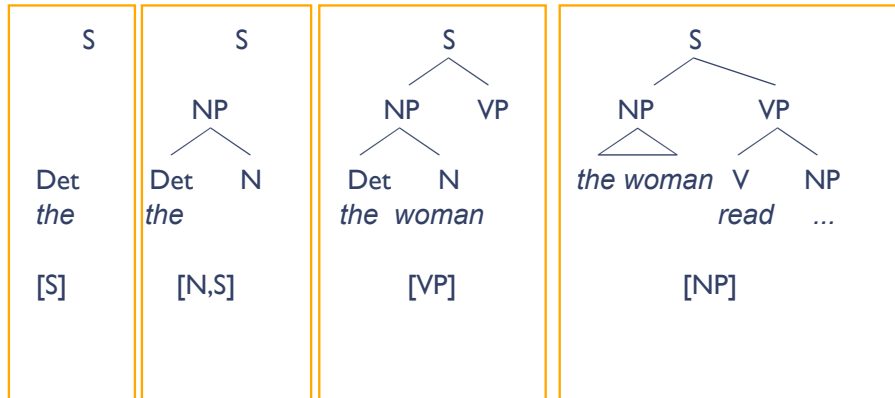 S
Det
the
[S]
S
NP
Det N
the
[N,S]
S
NP VP
Det N
the woman
[VP]
S
NP VP
the woman V NP
read ...
[NP]